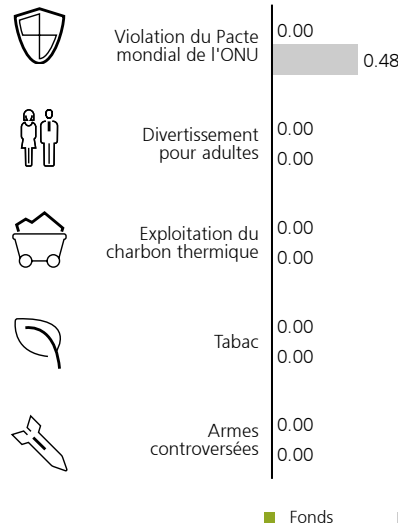 Violation du Pacte
mondial de l'ONU
0.00
0.48
Divertissement
pour adultes
0.00
0.00
Exploitation du
charbon thermique
0.00
0.00
Tabac
0.00
0.00
Armes
controversées
0.00
0.00
Fonds